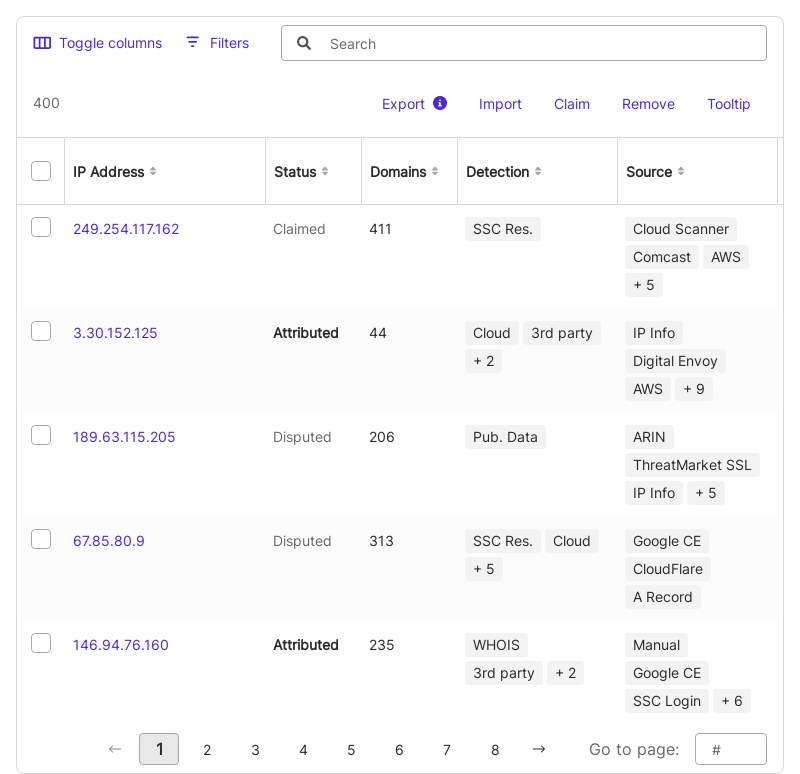 Toggle columns Filters Search
400 Export Import Claim Remove Tooltip
IP Address Status Domains Detection Source
249.254.117.162 Claimed 411 SSC Res. Cloud Scanner
Comcast AWS
+ 5
3.30.152.125 Attributed 44 Cloud 3rd party IP Info
+ 2 Digital Envoy
AWS + 9
189.63.115.205 Disputed 206 Pub. Data ARIN
ThreatMarket SSL
IP Info + 5
67.85.80.9 Disputed 313 SSC Res. Cloud Google CE
+ 5 CloudFlare
A Record
146.94.76.160 Attributed 235 WHOIS Manual
3rd party + 2 Google CE
SSC Login + 6
← 1 2 3 4 5 6 7 8 → Go to page: #